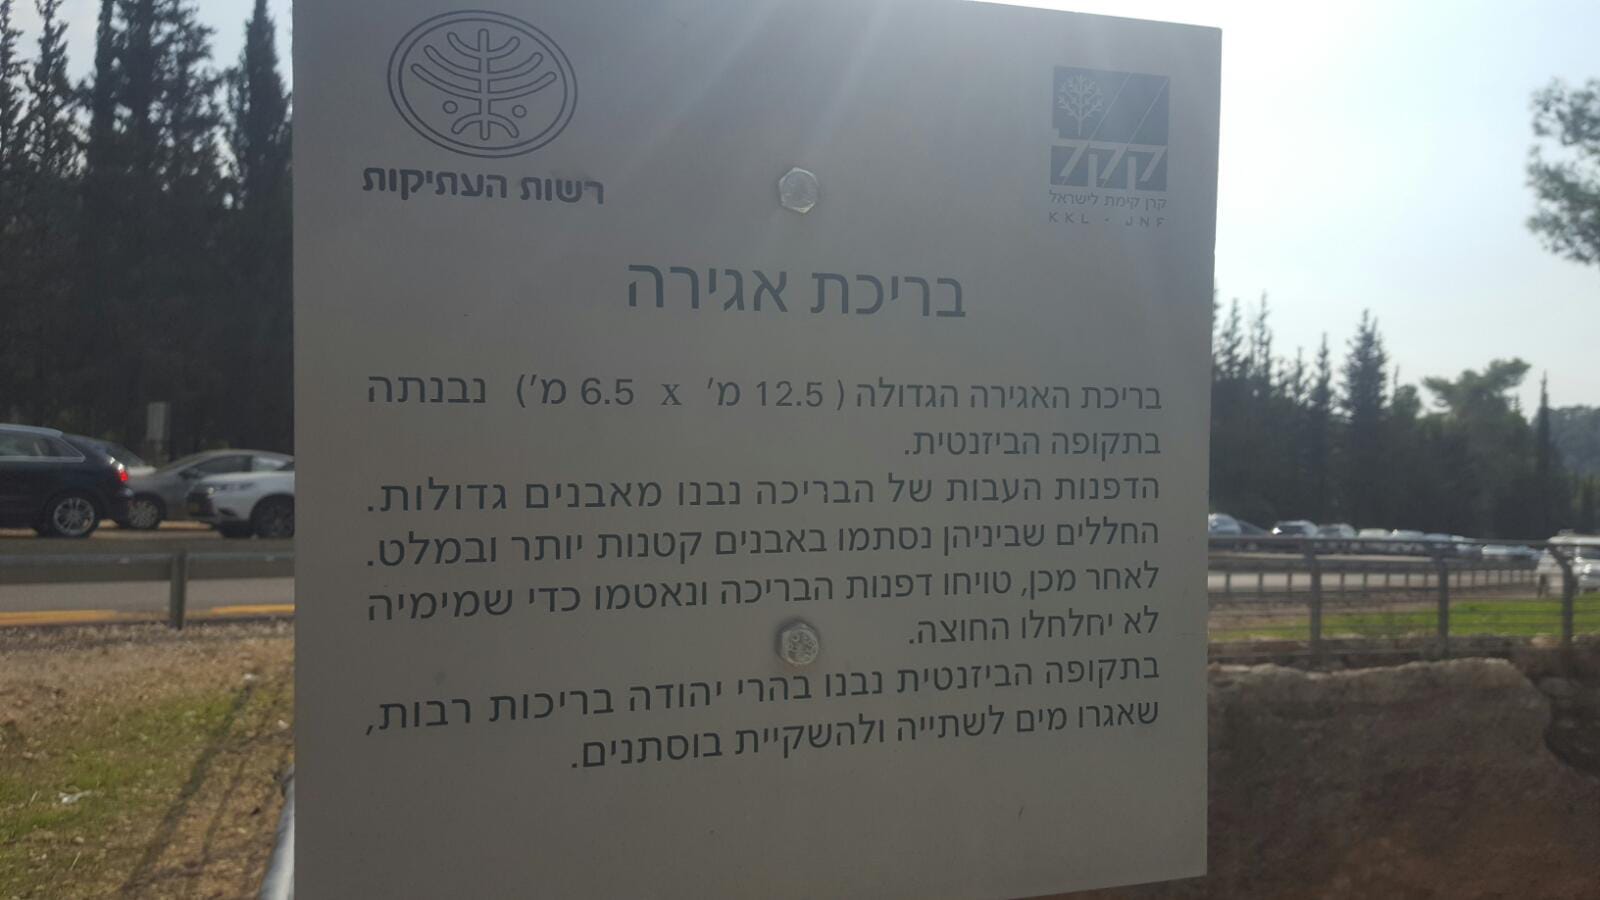 רשות העתיקות
קקל
קרן קימת לישראל
KKL - JNF
בריכת אגירה
בריכת האגירה הגדולה ( 12.5 מ' x 6.5 מ') נבנתה
בתקופה הביזנטית.
הדפנות העבות של הבריכה נבנו מאבנים גדולות.
החללים שביניהן נסתמו באבנים קטנות יותר ובמלט.
לאחר מכן, טויחו דפנות הבריכה ונאטמו כדי שמימיה
לא יחלחלו החוצה.
בתקופה הביזנטית נבנו בהרי יהודה בריכות רבות,
שאגרו מים לשתייה ולהשקיית בוסתנים.